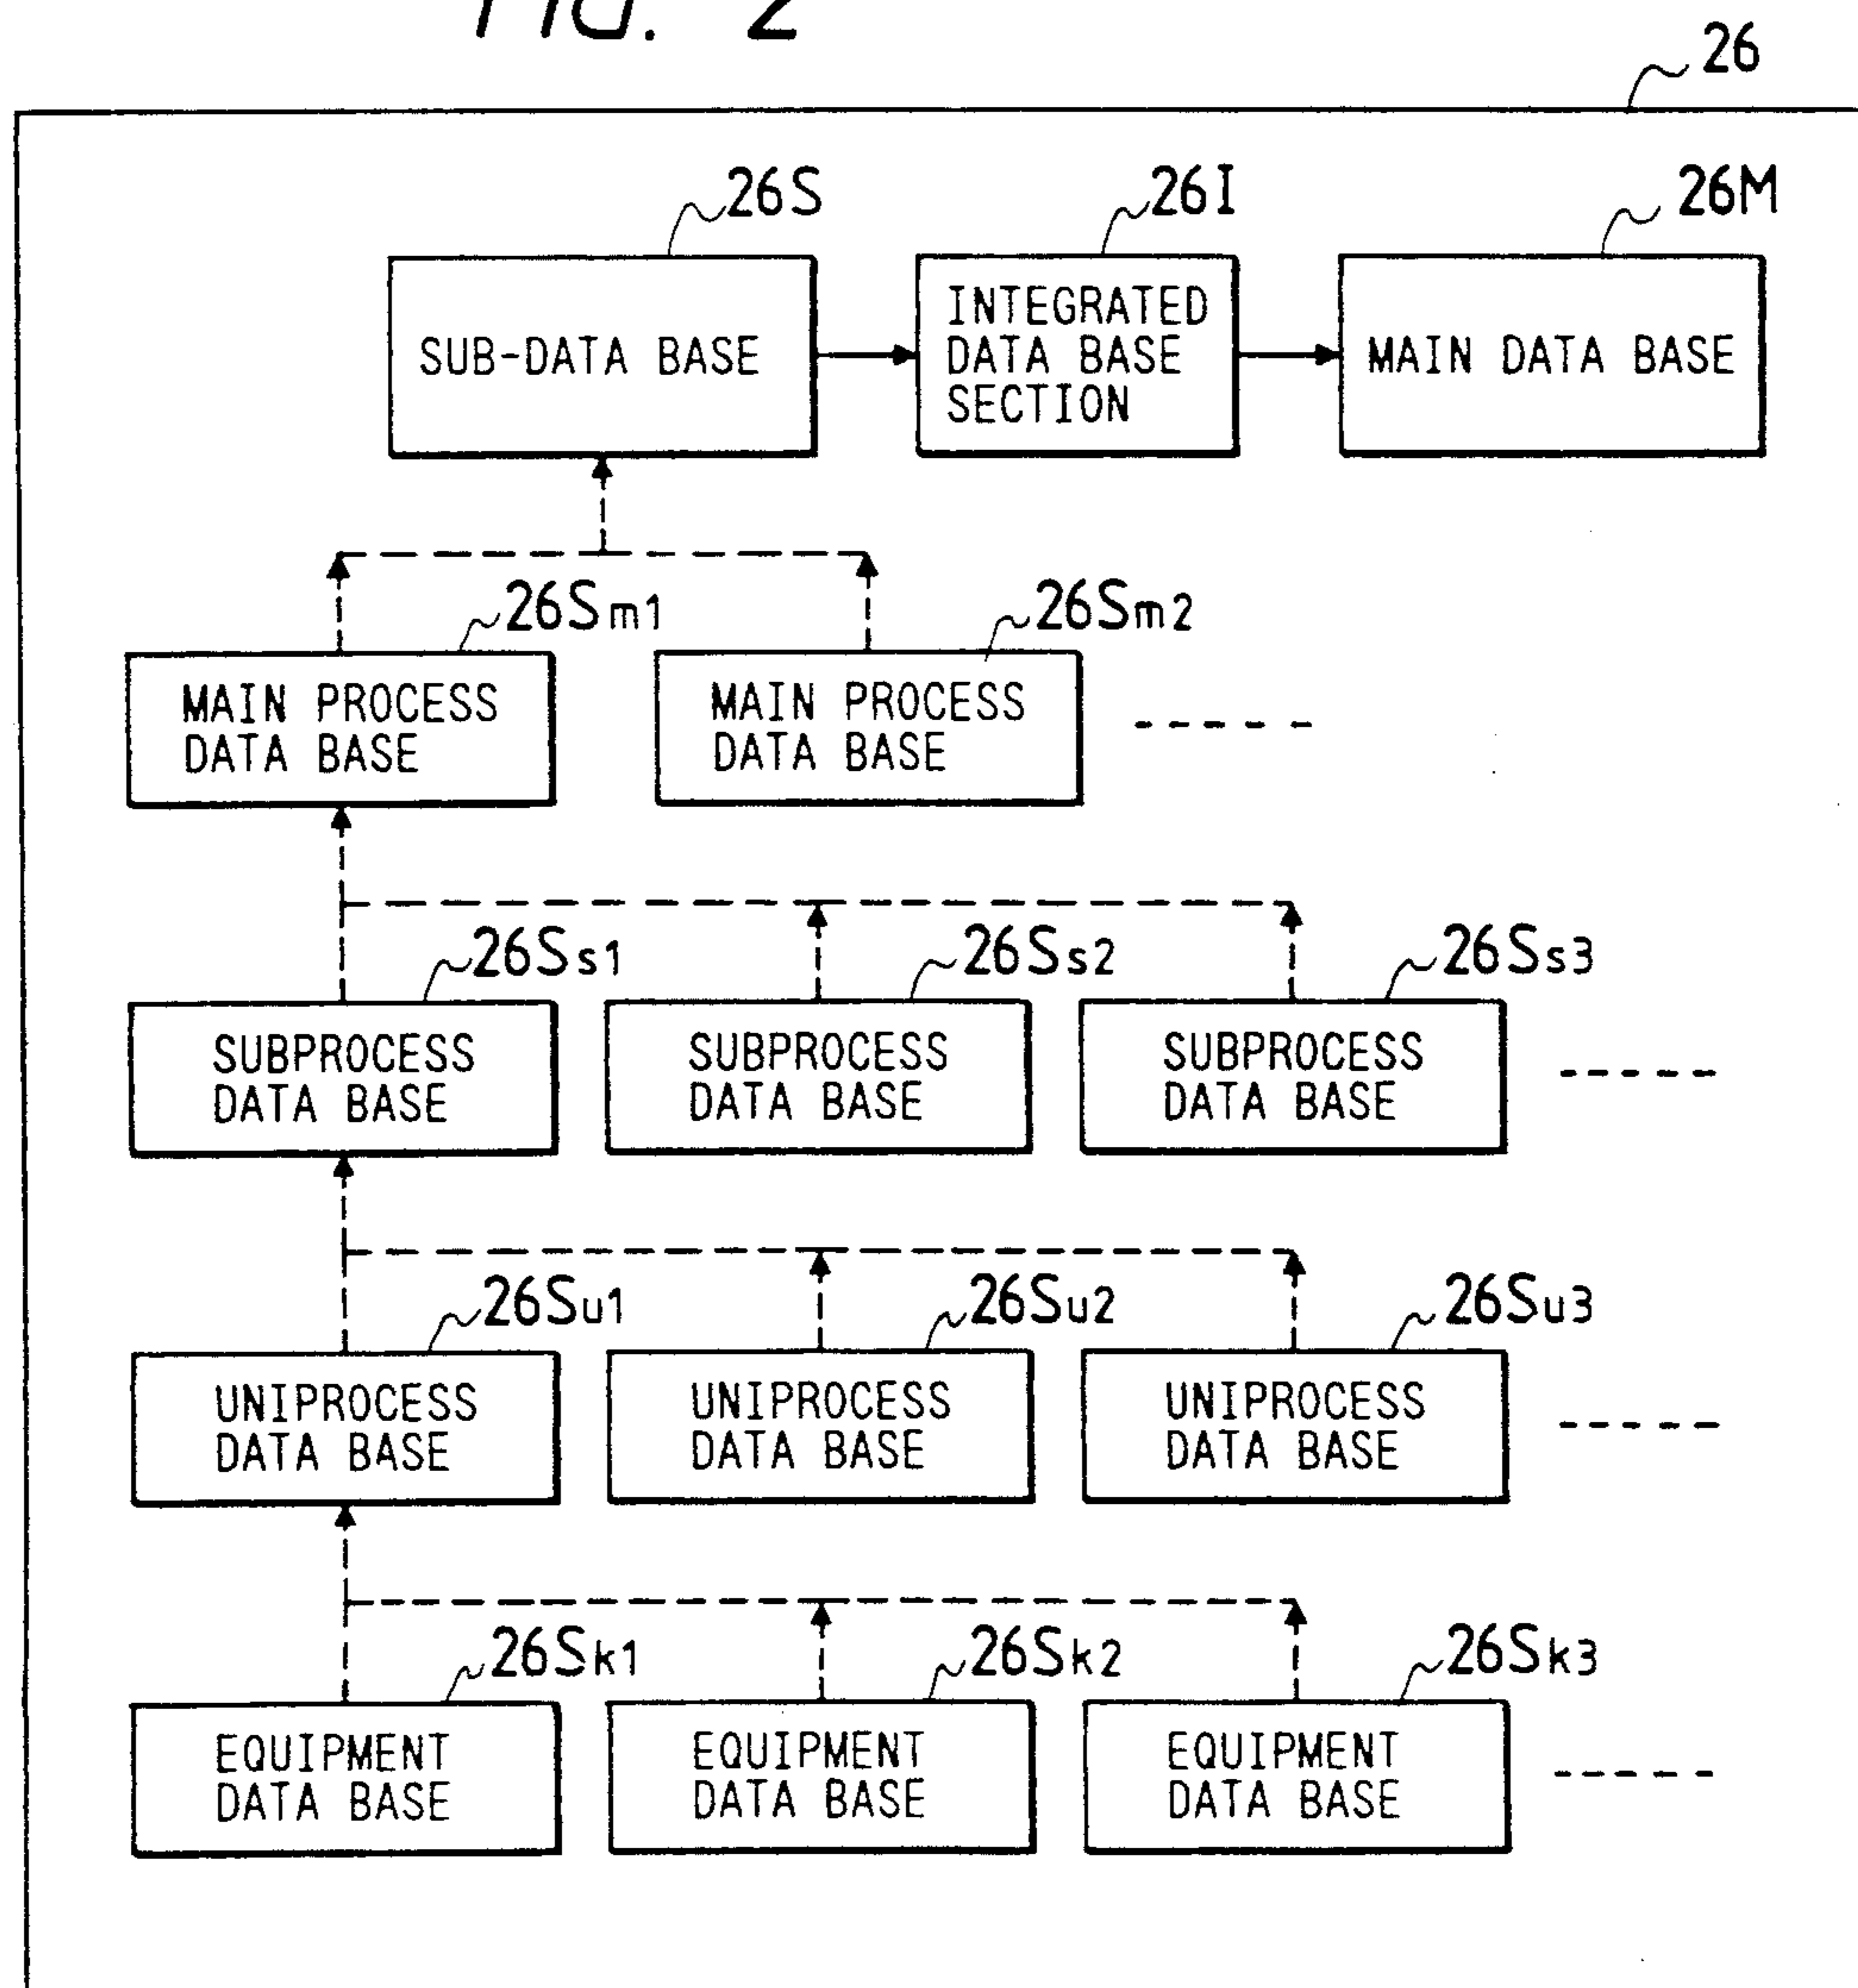 FIG. 2
26
26S 26I 26M
SUB-DATA BASE
INTEGRATED
DATA BASE
SECTION
MAIN DATA BASE
26Sm1 26Sm2
MAIN PROCESS
DATA BASE
MAIN PROCESS
DATA BASE
26Ss1 26Ss2 26Ss3
SUBPROCESS
DATA BASE
SUBPROCESS
DATA BASE
SUBPROCESS
DATA BASE
26Su1 26Su2 26Su3
UNIPROCESS
DATA BASE
UNIPROCESS
DATA BASE
UNIPROCESS
DATA BASE
26Sk1 26Sk2 26Sk3
EQUIPMENT
DATA BASE
EQUIPMENT
DATA BASE
EQUIPMENT
DATA BASE